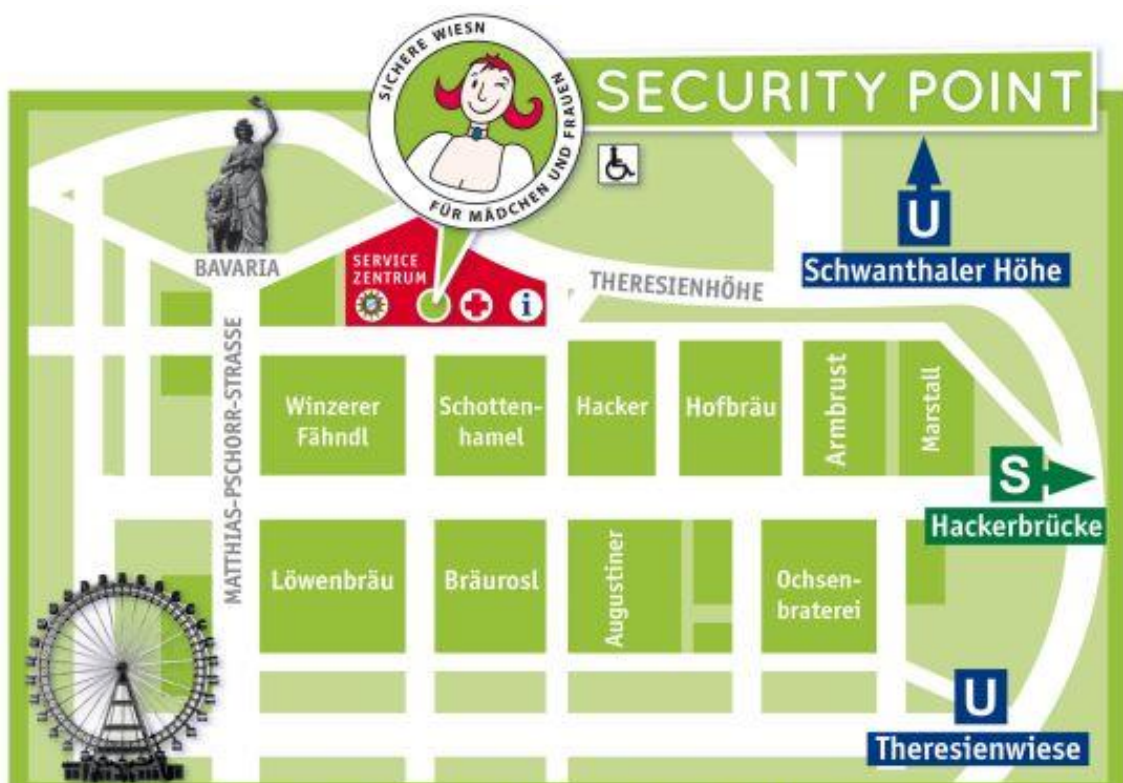 SICHERE WIESN
FÜR MÄDCHEN UND FRAUEN
SECURITY POINT
U
Schwanthaler Höhe
BAVARIA
SERVICE
ZENTRUM
i
THERESIENHÖHE
MATTHIAS-PSCHORR-STRASSE
Winzerer
Fähndl
Schotten-
hamel
Hacker
Hofbräu
Armbrust
Marstall
S
Hackerbrücke
Löwenbräu
Bräurosl
Augustiner
Ochsen-
braterei
U
Theresienwiese